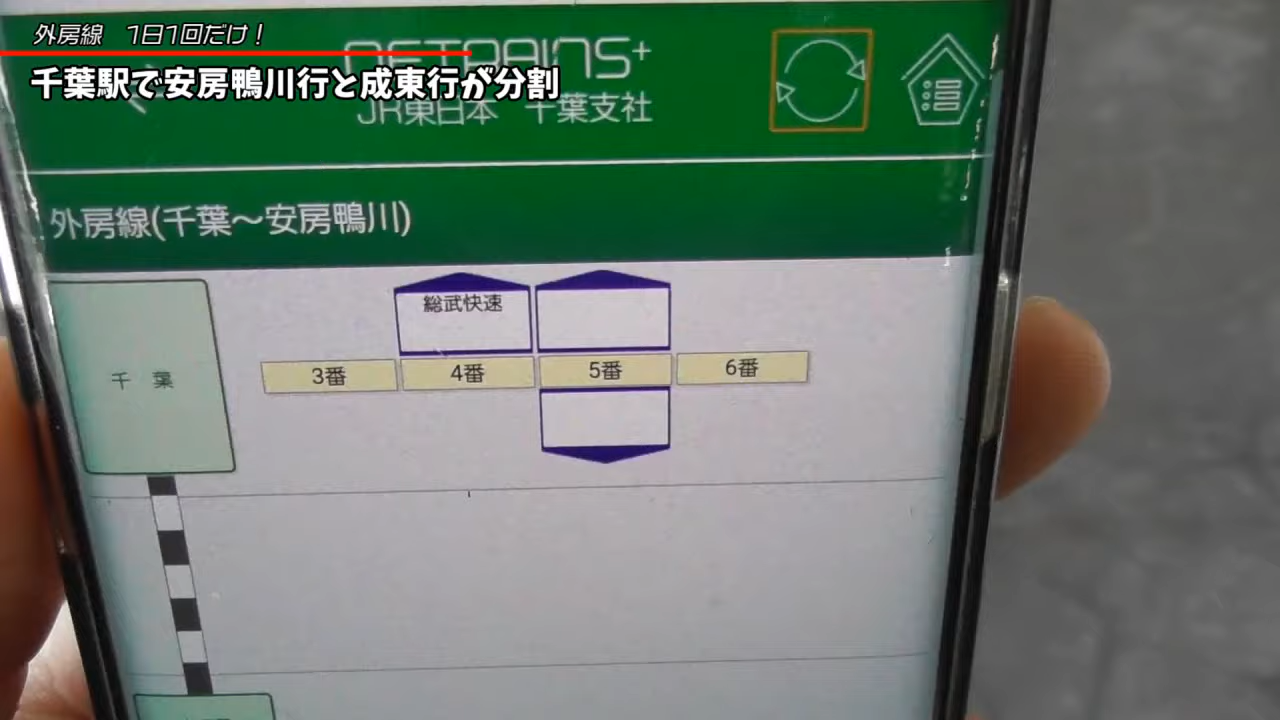 外房線　1日1回だけ！
千葉駅で安房鴨川行と成東行が分割
JR東日本　千葉支社
外房線(千葉〜安房鴨川)
総武快速
千　葉
3番
4番
5番
6番